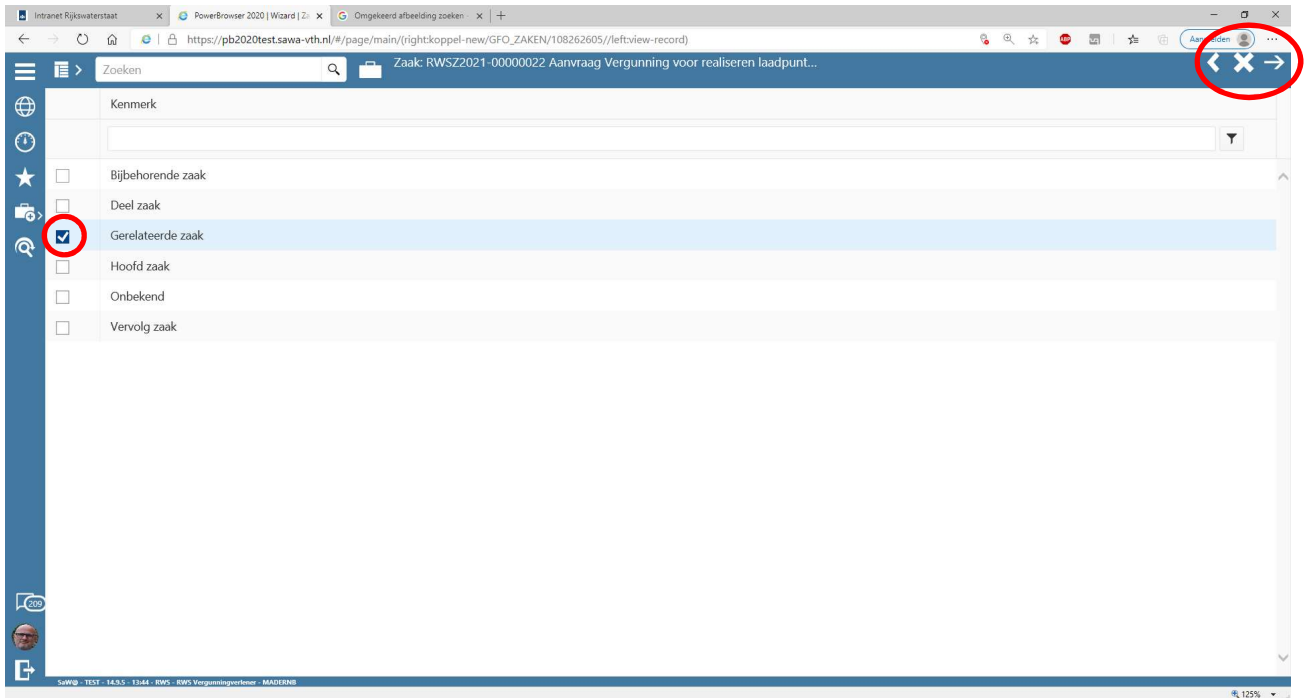 Intranet Rijkswaterstaat
PowerBrowser 2020 | Wizard | Za
Omgekeerd afbeelding zoeken
https://pb2020test.sawa-vth.nl/#/page/main/(right:koppel-new/GFO_ZAKEN/108262605//left:view-record)
ABP
Zoeken
Zaak: RWSZ2021-00000022 Aanvraag Vergunning voor realiseren laadpunt...
Kenmerk
Bijbehorende zaak
Deel zaak
Gerelateerde zaak
Hoofd zaak
Onbekend
Vervolg zaak
209
SaW@ - TEST - 14.9.5 - 13:44 - RWS - RWS Vergunningverlener - MADERNB
125%